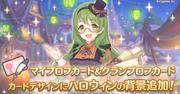 マイプロフカード&クランプロフカード
カードデザインにハロウィンの背景追加!